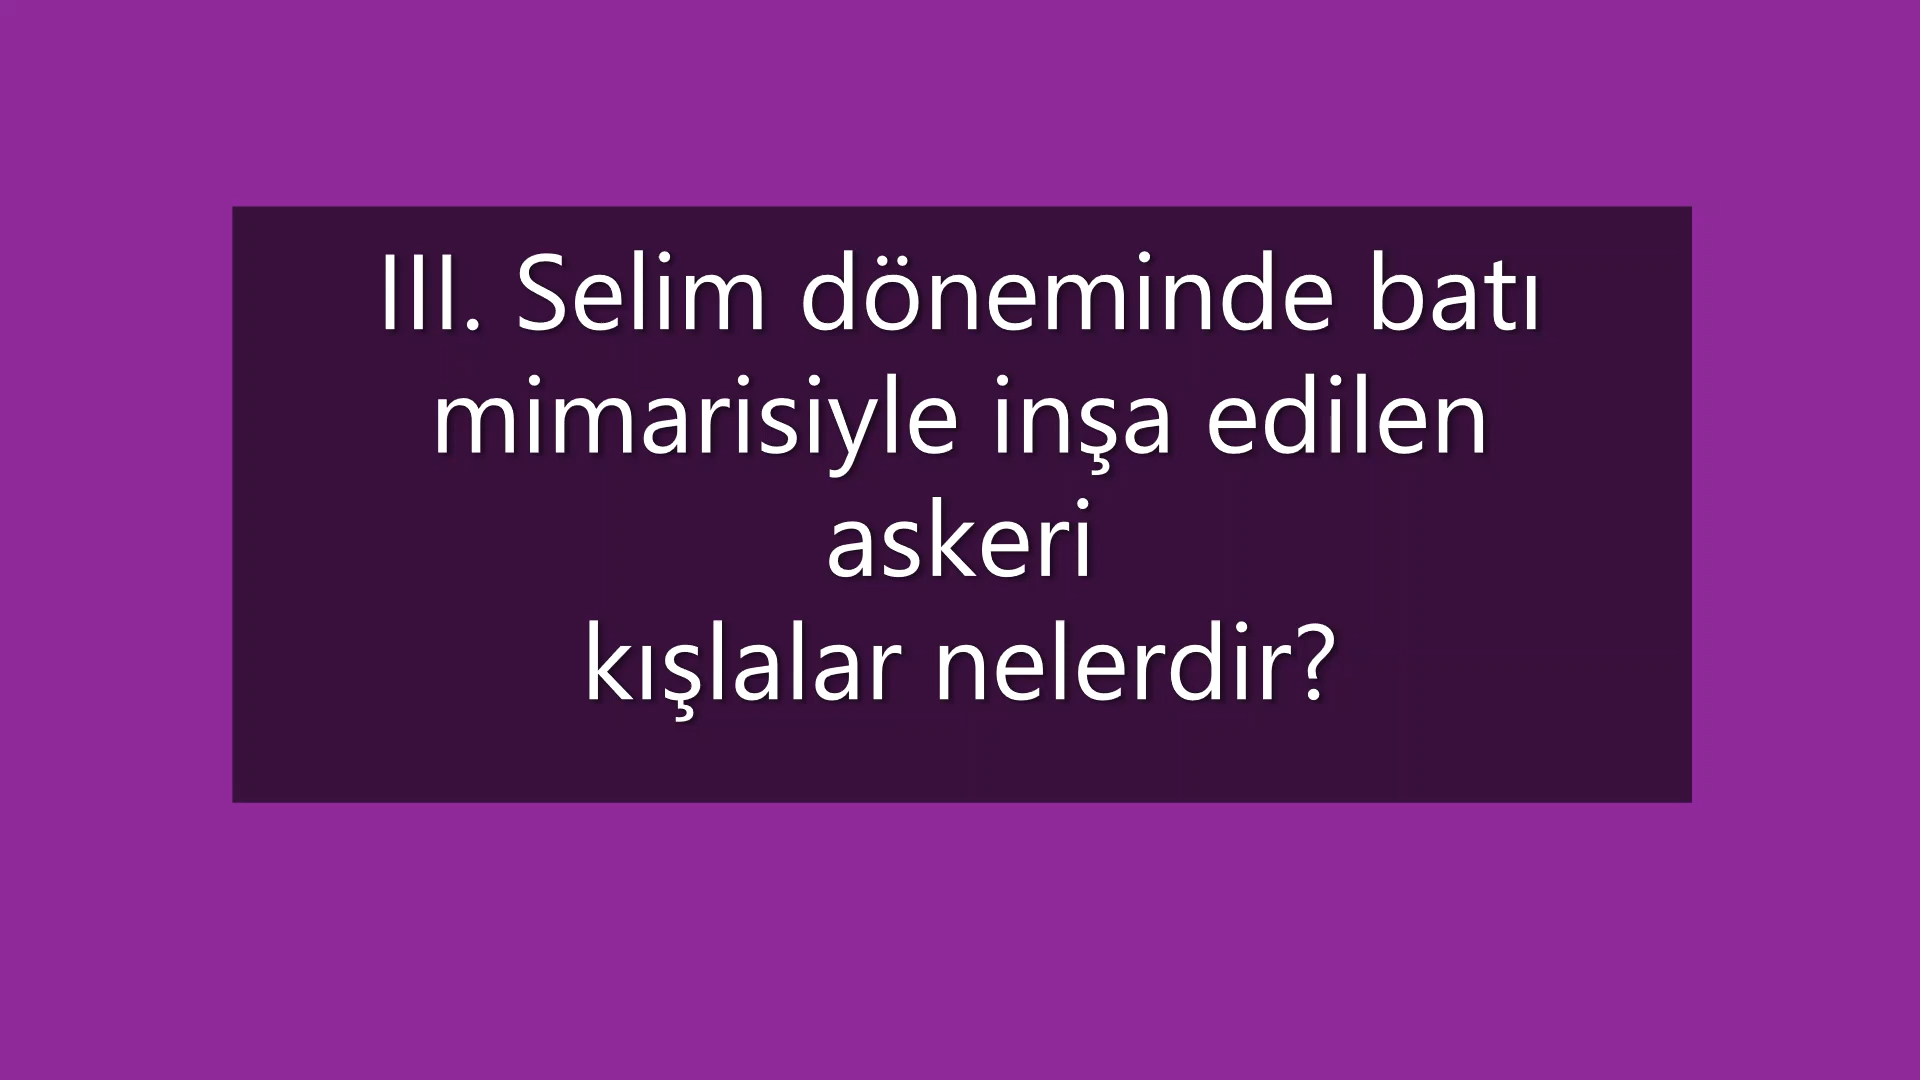 III. Selim döneminde batı
mimarisiyle inşa edilen
askeri
kışlalar nelerdir?